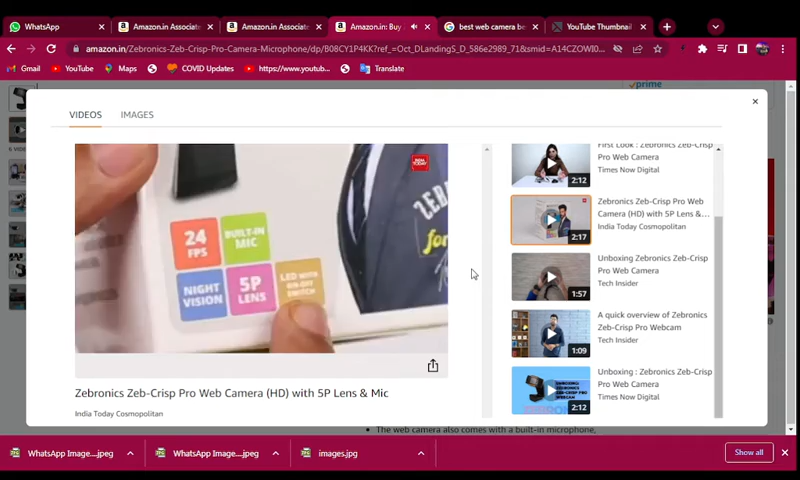 WhatsApp
Amazon.in Associate
Amazon.in Associate
Amazon.in: Buy
best web camera be
YouTube Thumbnail
amazon.in/Zebronics-Zeb-Crisp-Pro-Camera-Microphone/dp/B08CY1P4KK?ref_=Oct_DLandingS_D_586e2989_71&smid=A14CZOWI0...
Gmail
YouTube
Maps
COVID Updates
https://www.youtub...
Translate
prime
VIDEOS
IMAGES
24 FPS
BUILT-IN MIC
NIGHT VISION
5P LENS
LED WITH ON-OFF SWITCH
INDIA TODAY
ZEB
for
Zebronics Zeb-Crisp Pro Web Camera (HD) with 5P Lens & Mic
India Today Cosmopolitan
First Look : Zebronics Zeb-Crisp
Pro Web Camera
Times Now Digital
2:12
Zebronics Zeb-Crisp Pro Web
Camera (HD) with 5P Lens &...
India Today Cosmopolitan
2:17
Unboxing Zebronics Zeb-Crisp
Pro Web Camera
Tech Insider
1:57
A quick overview of Zebronics
Zeb-Crisp Pro Webcam
Tech Insider
1:09
Unboxing : Zebronics Zeb-Crisp
Pro Web Camera
Times Now Digital
2:12
The web camera also comes with a built-in microphone,
WhatsApp Image....jpeg
WhatsApp Image....jpeg
images.jpg
Show all